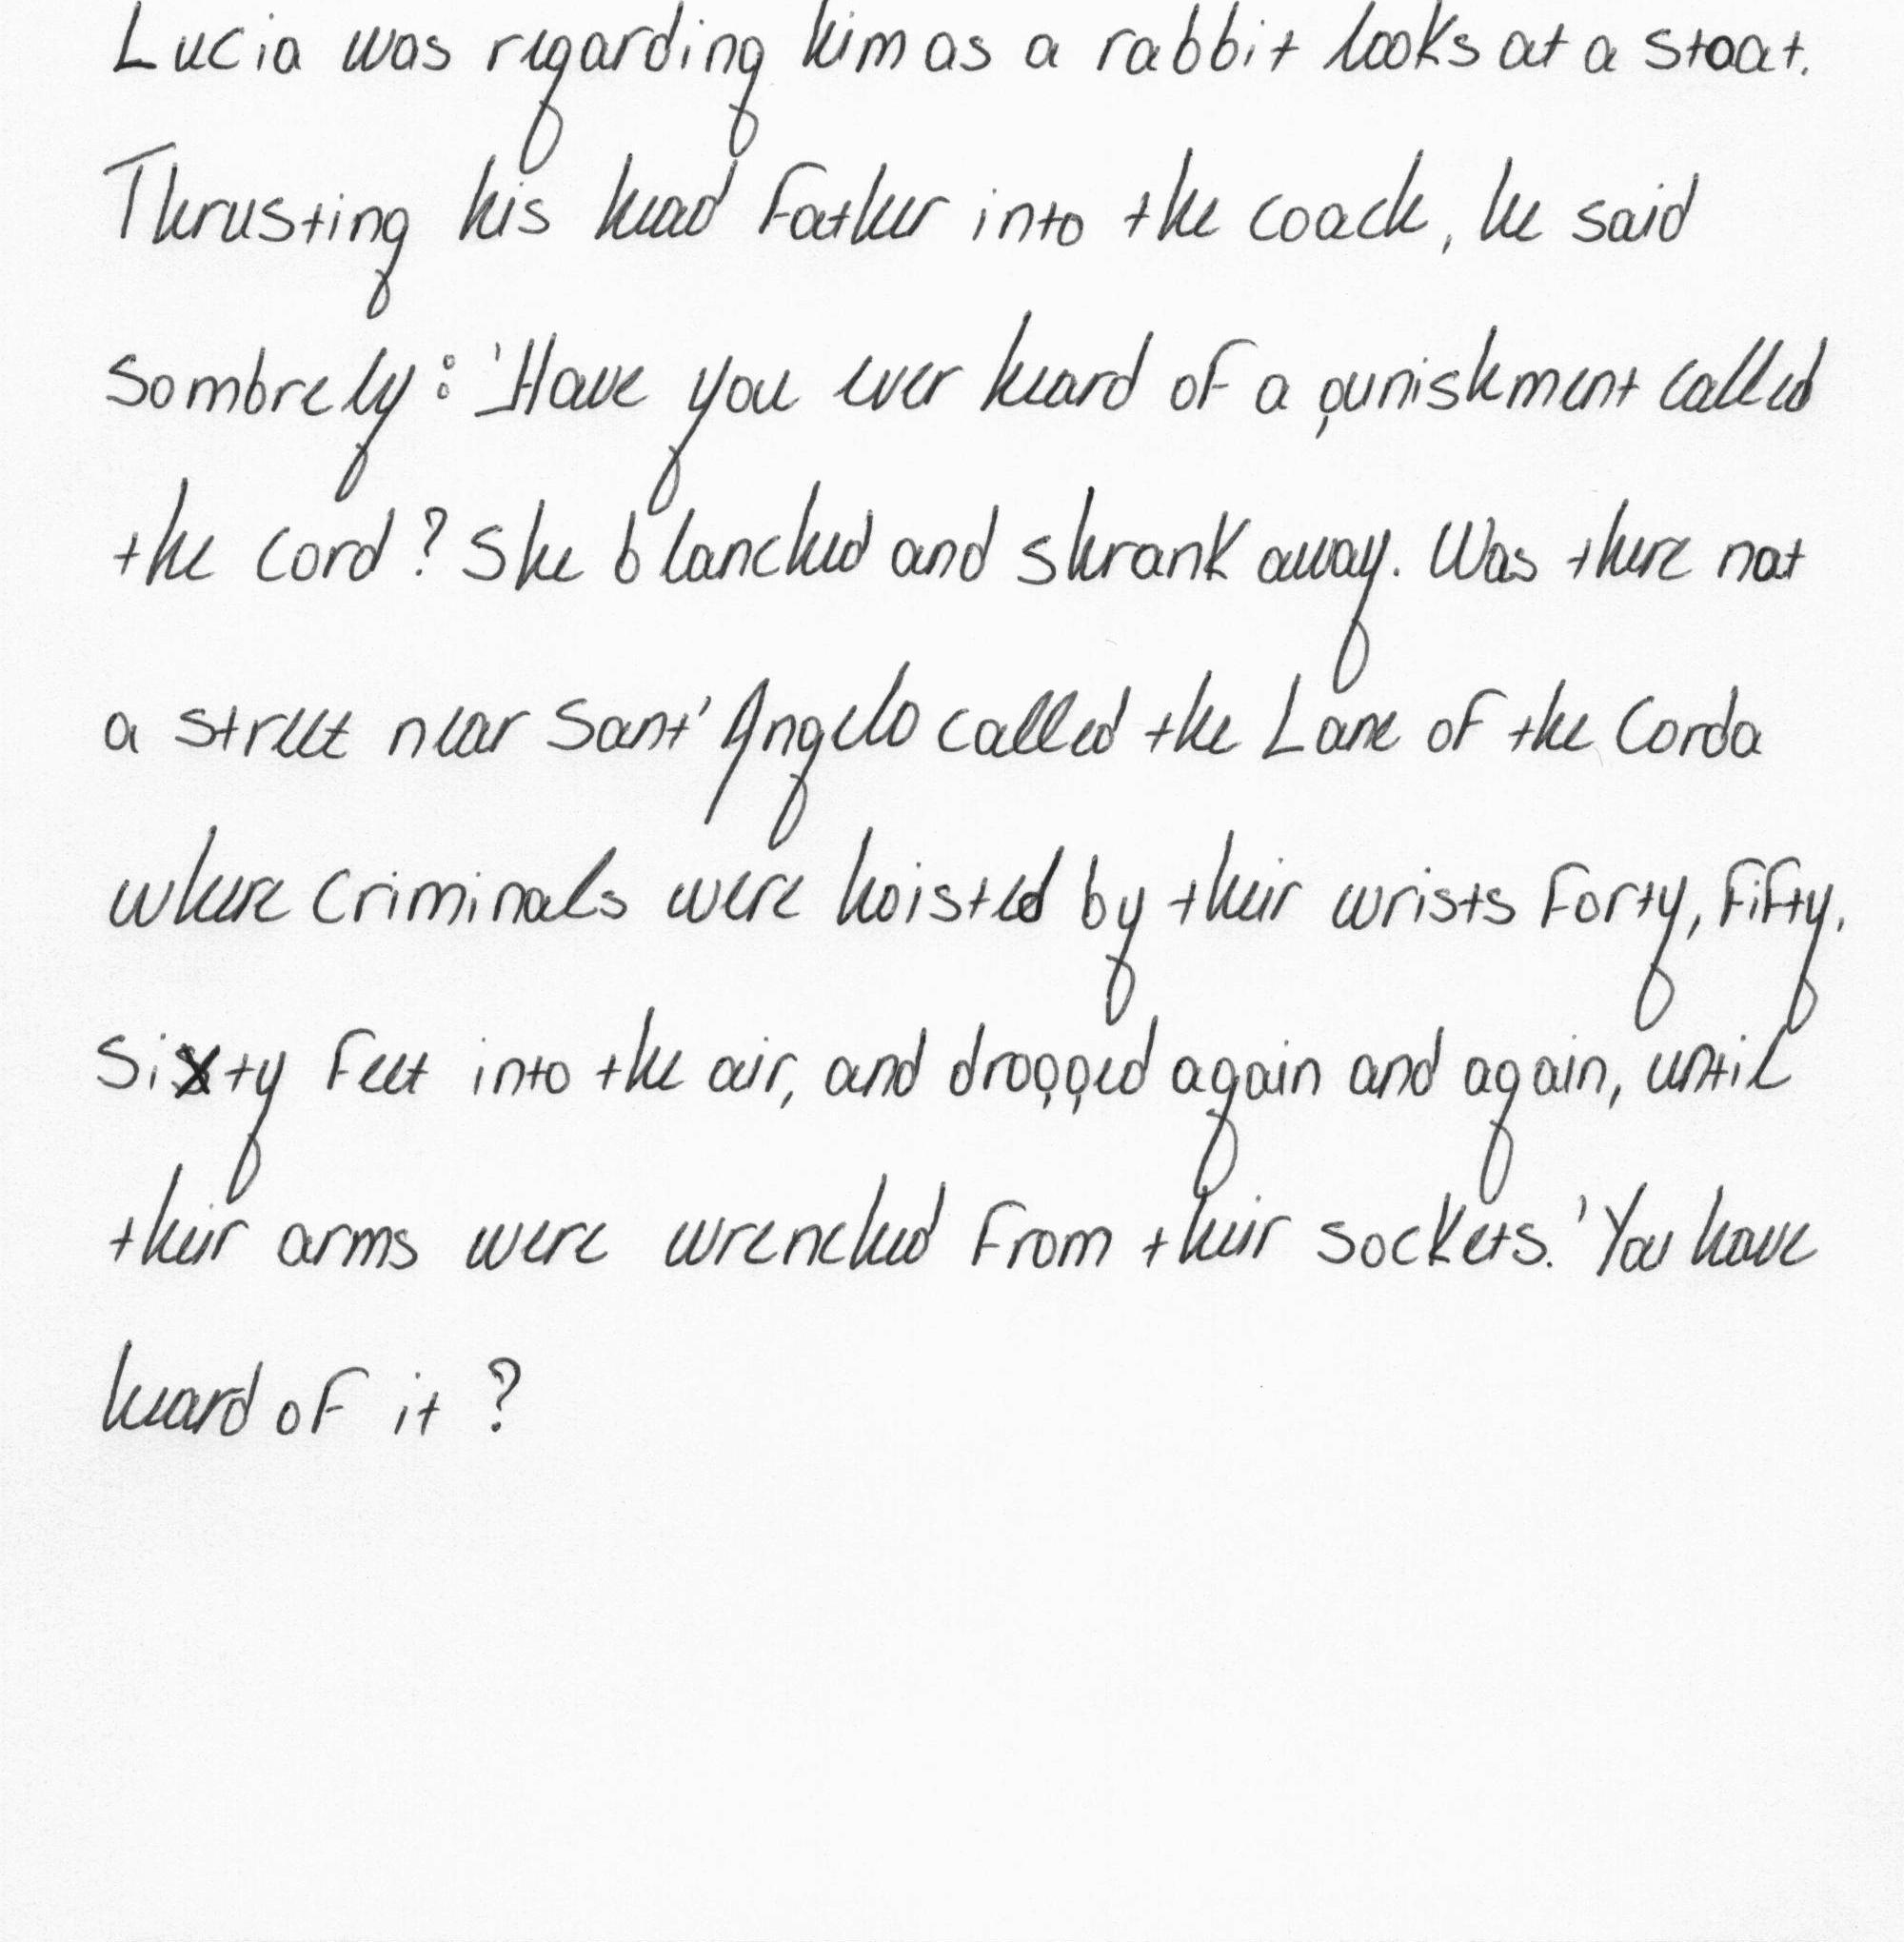 Lucia was regarding him as a rabbit looks at a stoat.
Thrusting his head father into the coach, he said
sombrely: 'Have you ever heard of a punishment called
the cord? She blanched and shrank away. Was there not
a street near Sant' Angelo called the Lane of the Corda
where criminals were hoisted by their wrists forty, fifty,
sixty feet into the air, and dropped again and again, until
their arms were wrenched from their sockets. 'You have
heard of it?